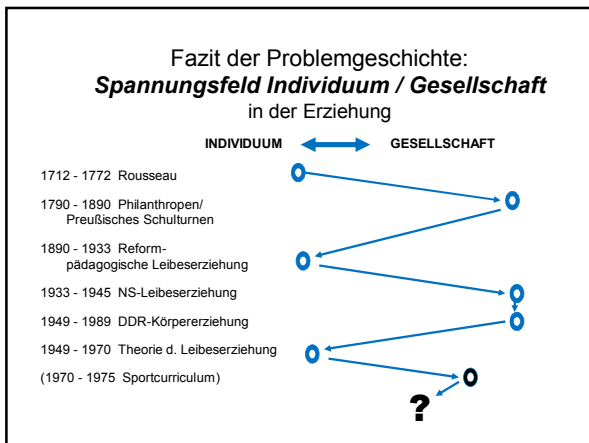 Fazit der Problemgeschichte:
Spannungsfeld Individuum / Gesellschaft
in der Erziehung
INDIVIDUUM GESELLSCHAFT
1712 - 1772 Rousseau
1790 - 1890 Philanthropen/
Preußisches Schulturnen
1890 - 1933 Reform-
pädagogische Leibeserziehung
1933 - 1945 NS-Leibeserziehung
1949 - 1989 DDR-Körpererziehung
1949 - 1970 Theorie d. Leibeserziehung
(1970 - 1975 Sportcurriculum)
?